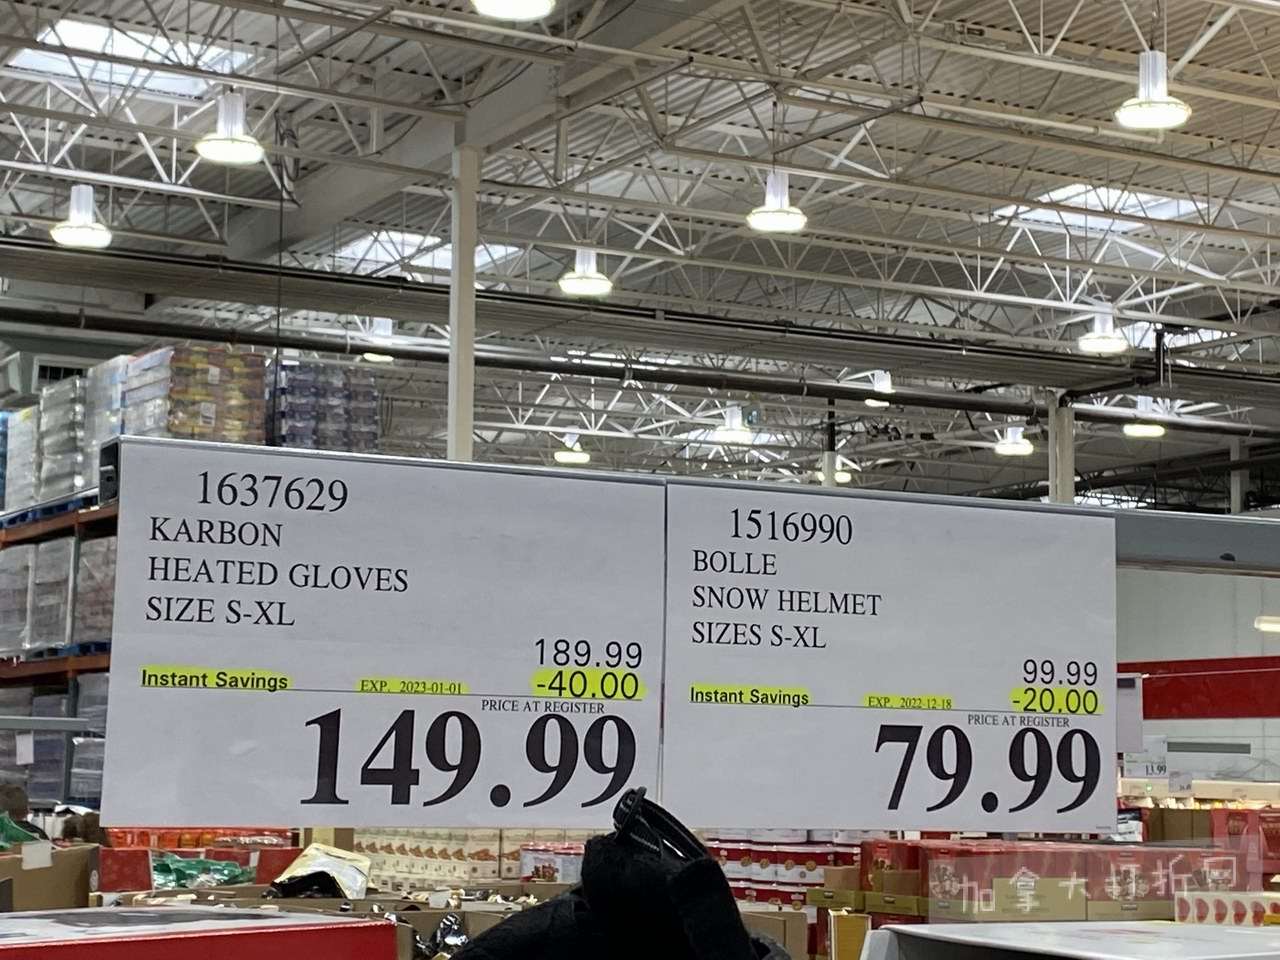 1637629
KARBON
HEATED GLOVES
SIZE S-XL
189.99
Instant Savings EXP. 2023-01-01 -40.00
PRICE AT REGISTER
149.99
1516990
BOLLE
SNOW HELMET
SIZES S-XL
99.99
Instant Savings EXP. 2022-12-18 -20.00
PRICE AT REGISTER
79.99
13.99
加拿大打折网